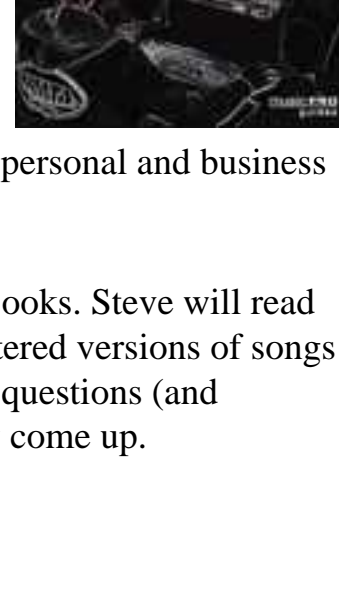 personal and business
ooks. Steve will read
tered versions of songs
questions (and
come up.